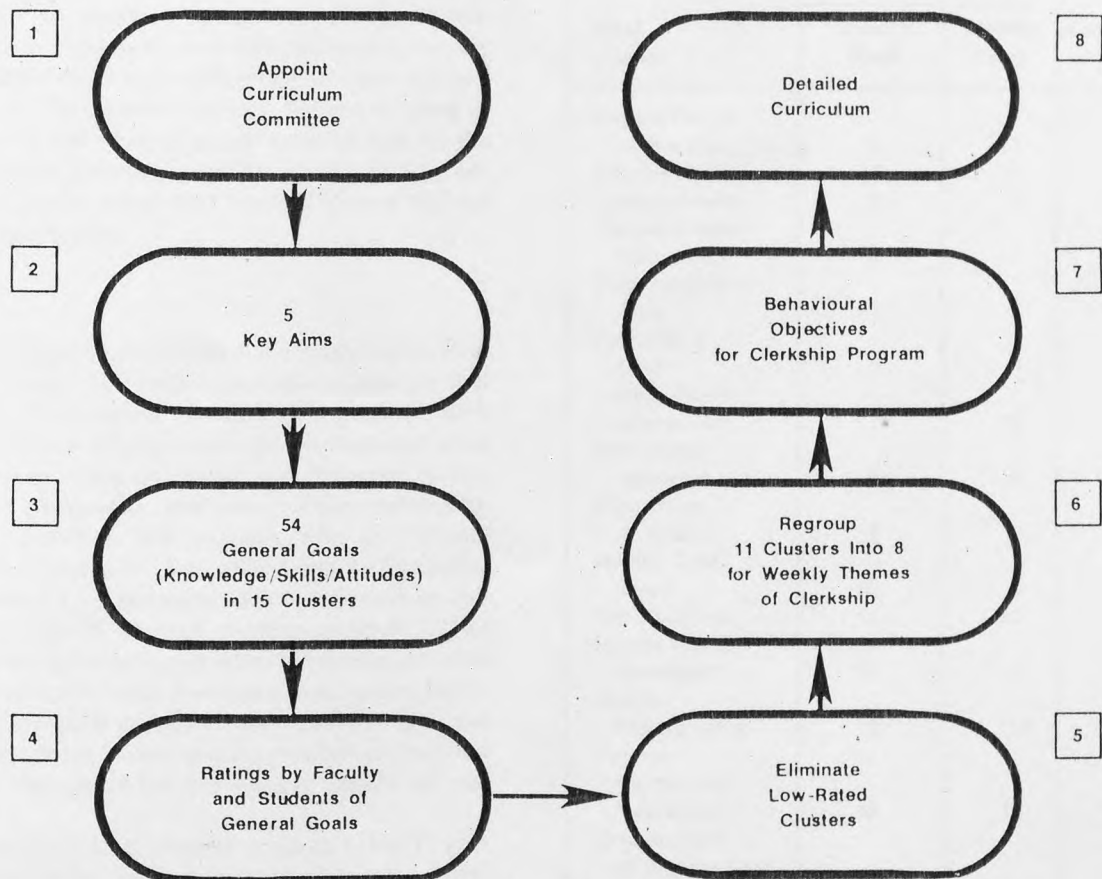 1
Appoint
Curriculum
Committee
2
5
Key Aims
3
54
General Goals
(Knowledge/Skills/Attitudes)
in 15 Clusters
4
Ratings by Faculty
and Students of
General Goals
5
Eliminate
Low-Rated
Clusters
6
Regroup
11 Clusters Into 8
for Weekly Themes
of Clerkship
7
Behavioural
Objectives
for Clerkship Program
8
Detailed
Curriculum